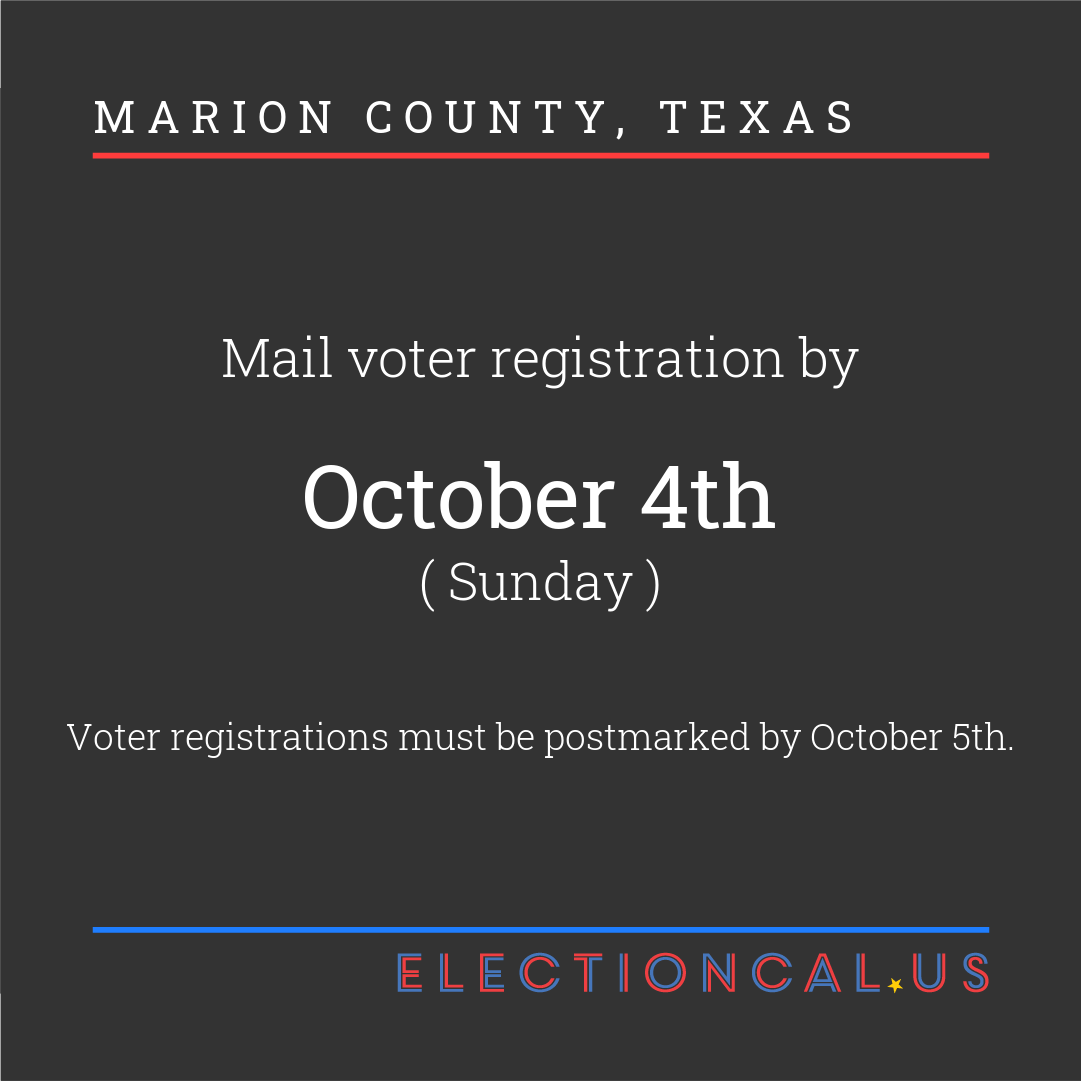 MARION COUNTY, TEXAS
Mail voter registration by
October 4th
( Sunday )
Voter registrations must be postmarked by October 5th.
ELECTIONCAL.US